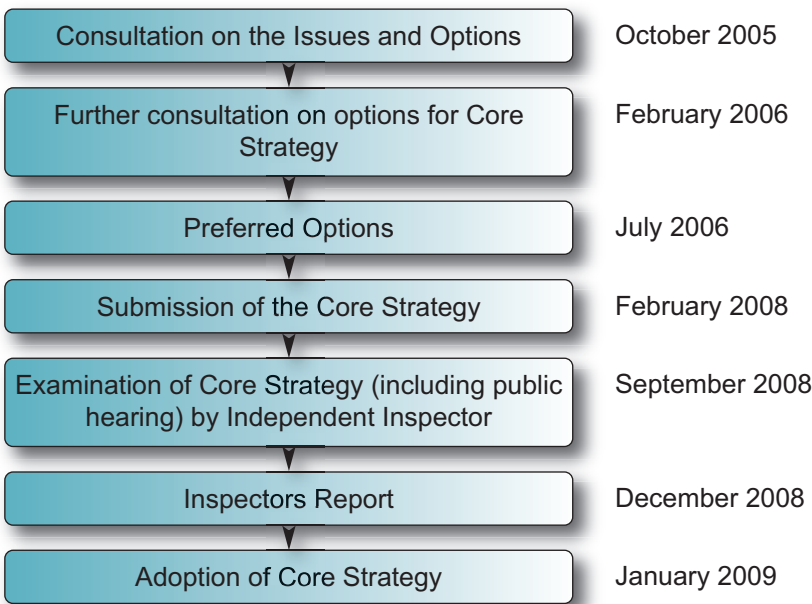 Consultation on the Issues and Options
October 2005
Further consultation on options for Core
Strategy
February 2006
Preferred Options
July 2006
Submission of the Core Strategy
February 2008
Examination of Core Strategy (including public
hearing) by Independent Inspector
September 2008
Inspectors Report
December 2008
Adoption of Core Strategy
January 2009